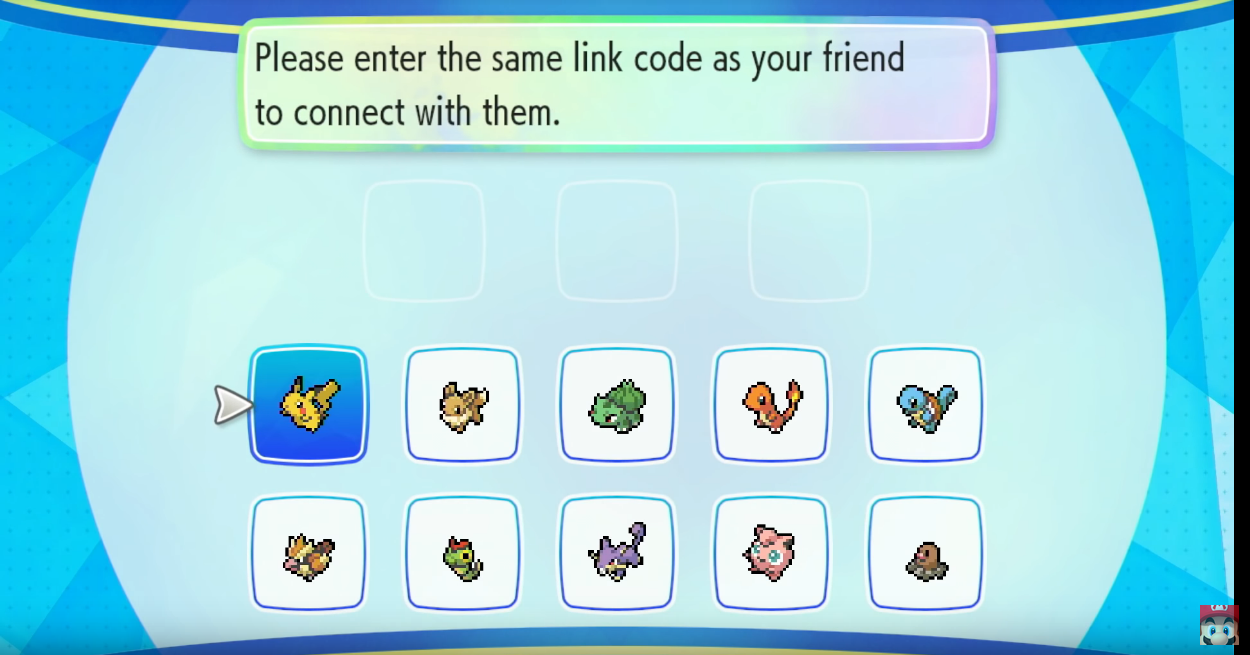 Please enter the same link code as your friend
to connect with them.